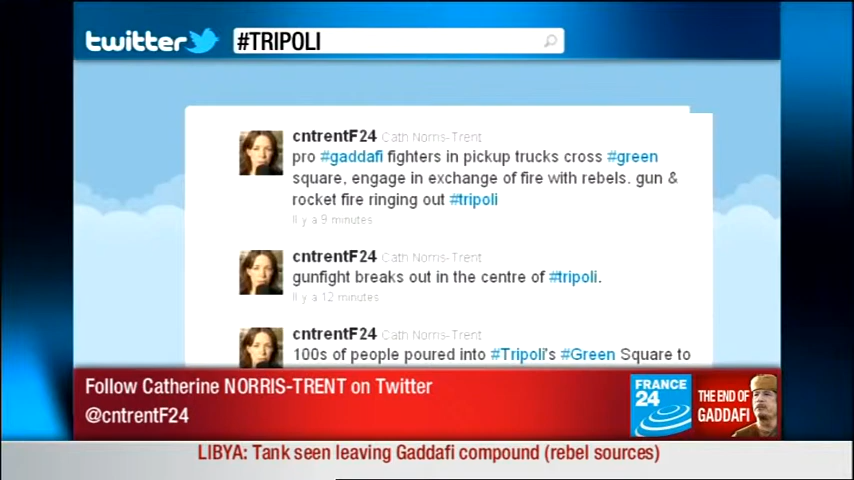 twitter
#TRIPOLI
cntrentF24 Cath Norris-Trent
pro #gaddafi fighters in pickup trucks cross #green
square, engage in exchange of fire with rebels. gun &
rocket fire ringing out #tripoli
Il y a 9 minutes
cntrentF24 Cath Norris-Trent
gunfight breaks out in the centre of #tripoli.
Il y a 12 minutes
cntrentF24 Cath Norris-Trent
100s of people poured into #Tripoli's #Green Square to
Follow Catherine NORRIS-TRENT on Twitter
@cntrentF24
FRANCE
24
THE END OF
GADDAFI
LIBYA: Tank seen leaving Gaddafi compound (rebel sources)